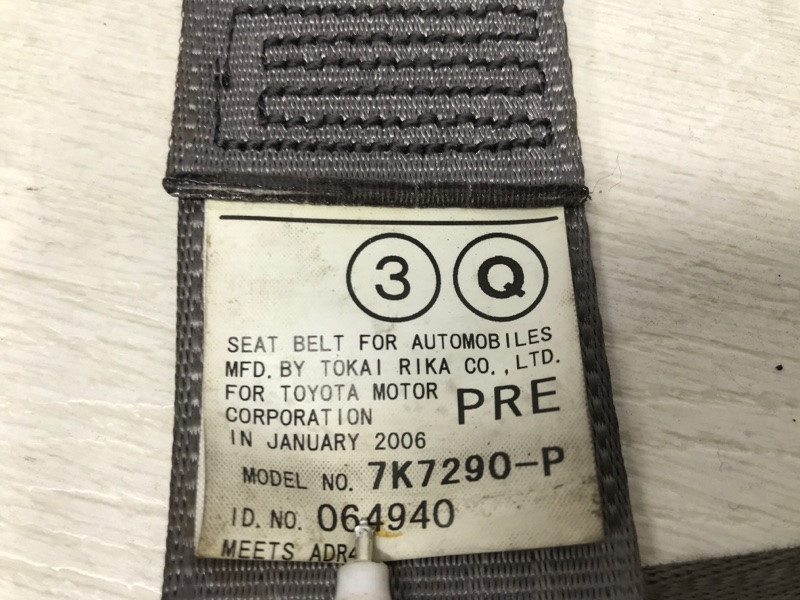 3 Q
SEAT BELT FOR AUTOMOBILES
MFD. BY TOKAI RIKA CO., LTD.
FOR TOYOTA MOTOR
CORPORATION PRE
IN JANUARY 2006
MODEL NO. 7K7290-P
I.D. NO. 064940
MEETS ADR4